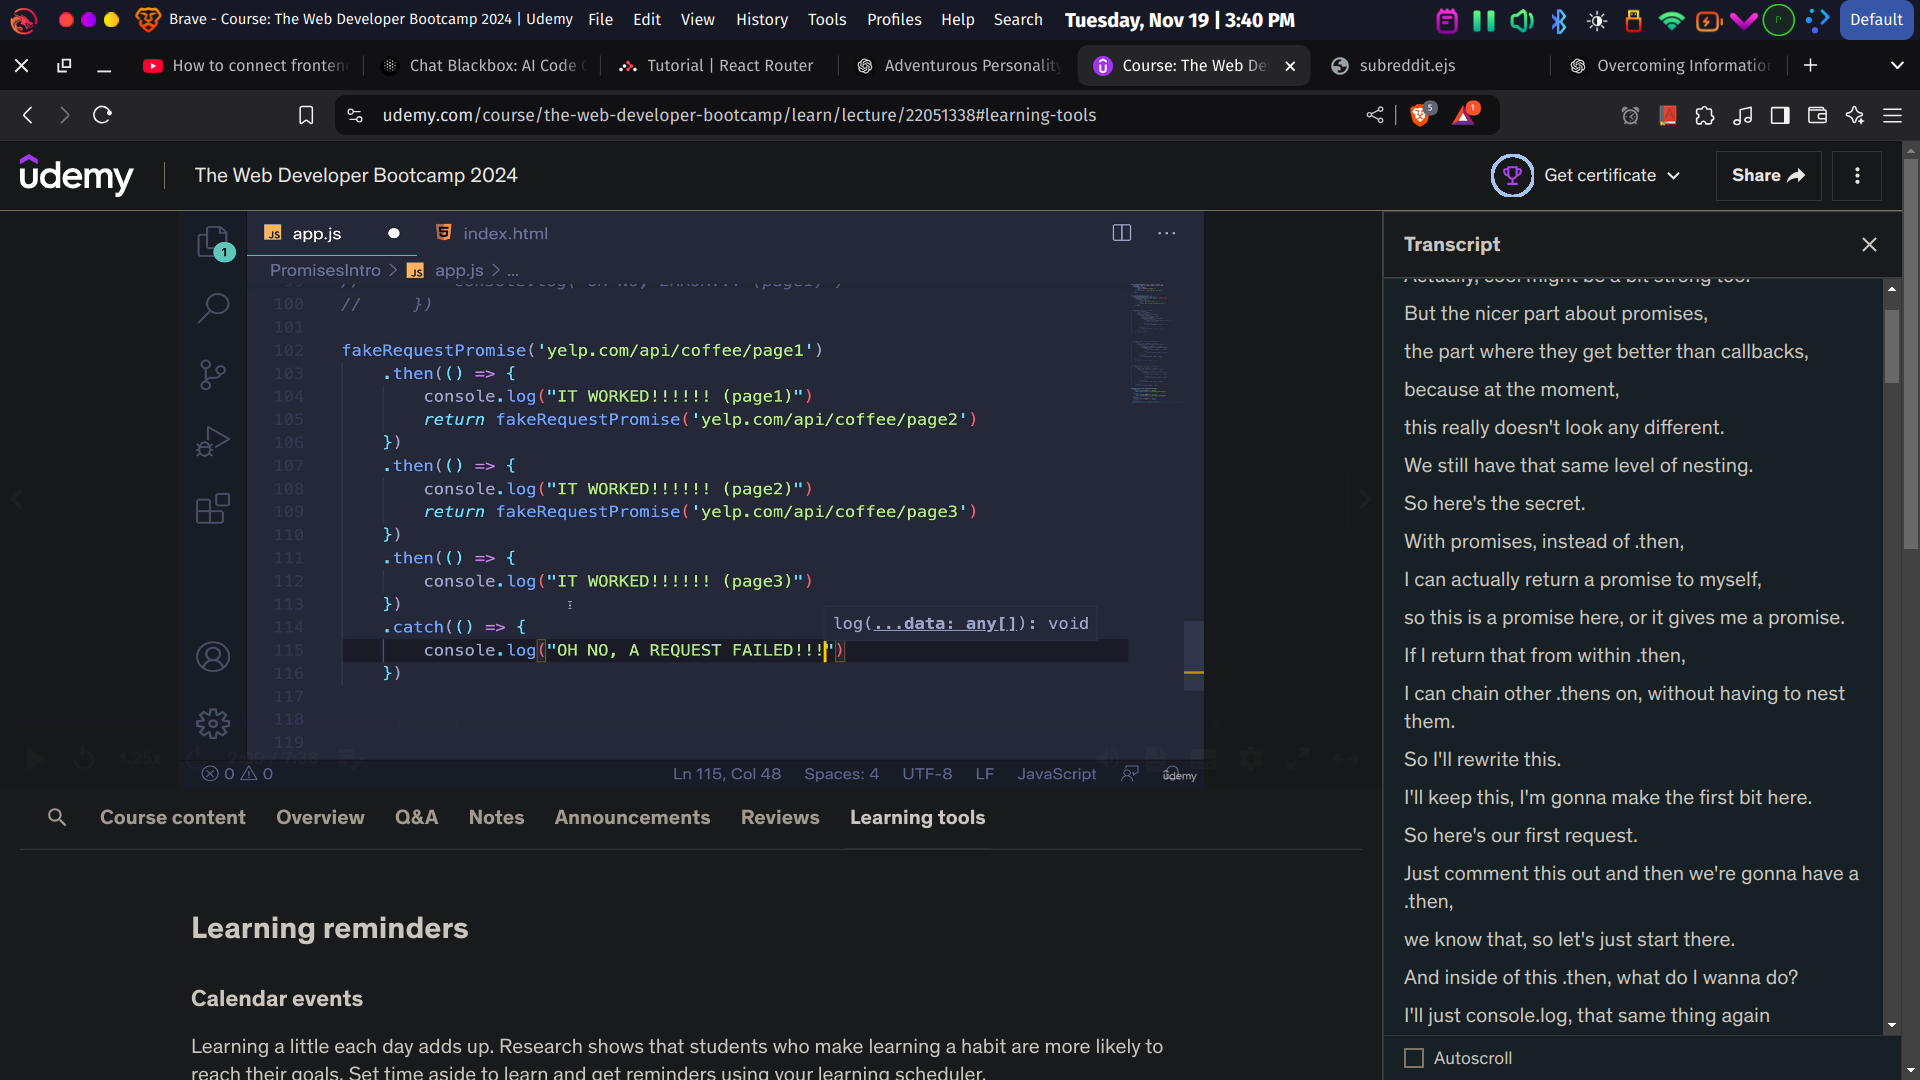 Brave - Course: The Web Developer Bootcamp 2024 | Udemy File Edit View History Tools Profiles Help Search Tuesday, Nov 19 | 3:40 PM Default
How to connect fronten Chat Blackbox: AI Code Tutorial | React Router Adventurous Personality Course: The Web De subreddit.ejs Overcoming Informatio
udemy.com/course/the-web-developer-bootcamp/learn/lecture/22051338#learning-tools 5 1
udemy The Web Developer Bootcamp 2024 Get certificate Share
1
JS app.js index.html
PromisesIntro > JS app.js > ...
100 // })
101
102 fakeRequestPromise('yelp.com/api/coffee/page1')
103 .then(() => {
104 console.log("IT WORKED!!!!!! (page1)")
105 return fakeRequestPromise('yelp.com/api/coffee/page2')
106 })
107 .then(() => {
108 console.log("IT WORKED!!!!!! (page2)")
109 return fakeRequestPromise('yelp.com/api/coffee/page3')
110 })
111 .then(() => {
112 console.log("IT WORKED!!!!!! (page3)")
113 })
log(...data: any[]): void
114 .catch(() => {
115 console.log("OH NO, A REQUEST FAILED!!!")
116 })
117
118
119
1.25x
0 0 Ln 115, Col 48 Spaces: 4 UTF-8 LF JavaScript udemy
Transcript
But the nicer part about promises,
the part where they get better than callbacks,
because at the moment,
this really doesn't look any different.
We still have that same level of nesting.
So here's the secret.
With promises, instead of .then,
I can actually return a promise to myself,
so this is a promise here, or it gives me a promise.
If I return that from within .then,
I can chain other .thens on, without having to nest
them.
So I'll rewrite this.
I'll keep this, I'm gonna make the first bit here.
So here's our first request.
Just comment this out and then we're gonna have a
.then,
we know that, so let's just start there.
And inside of this .then, what do I wanna do?
I'll just console.log, that same thing again
Autoscroll
Course content Overview Q&A Notes Announcements Reviews Learning tools
Learning reminders
Calendar events
Learning a little each day adds up. Research shows that students who make learning a habit are more likely to
reach their goals. Set time aside to learn and get reminders using your learning scheduler.